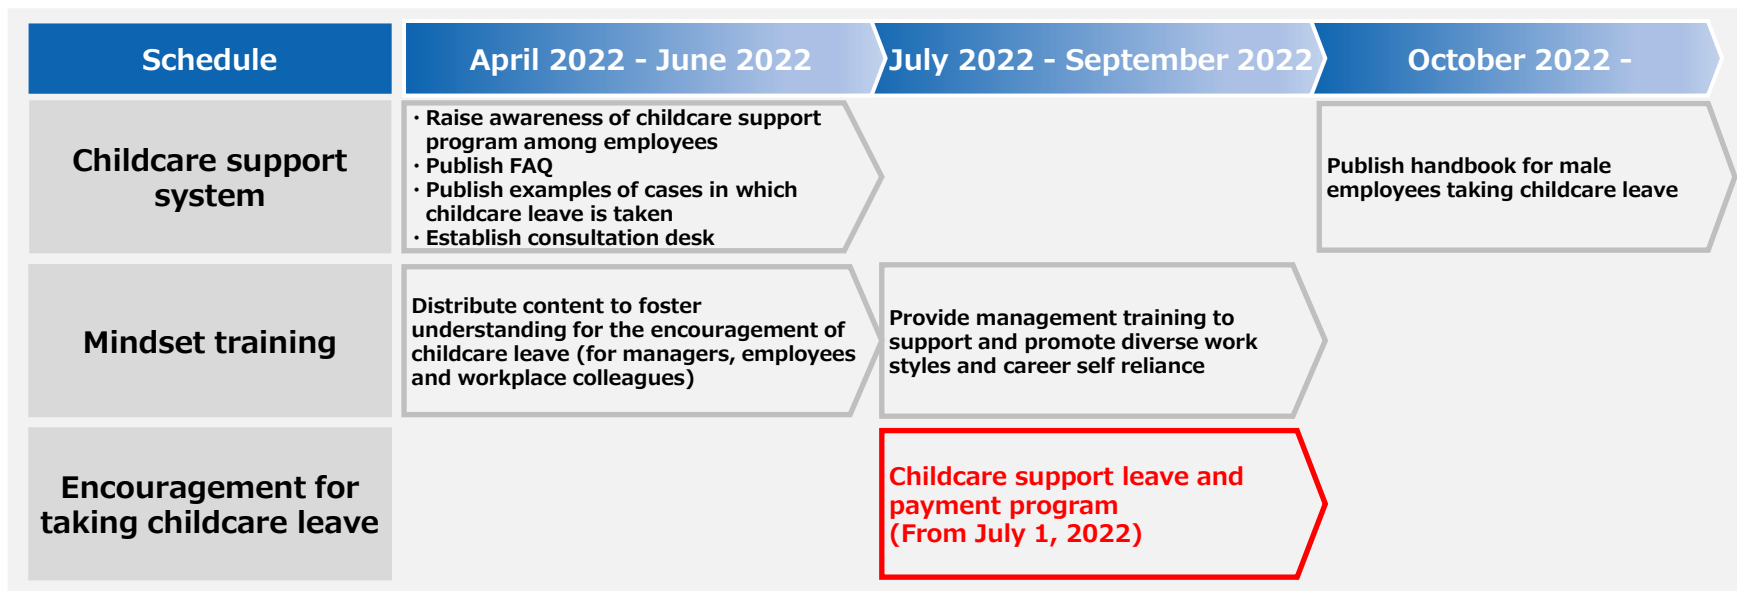 Schedule
April 2022 - June 2022
July 2022 - September 2022
October 2022 -
Childcare support
system
・Raise awareness of childcare support
program among employees
・Publish FAQ
・Publish examples of cases in which
childcare leave is taken
・Establish consultation desk
Publish handbook for male
employees taking childcare leave
Mindset training
Distribute content to foster
understanding for the encouragement of
childcare leave (for managers, employees
and workplace colleagues)
Provide management training to
support and promote diverse work
styles and career self reliance
Encouragement for
taking childcare leave
Childcare support leave and
payment program
(From July 1, 2022)